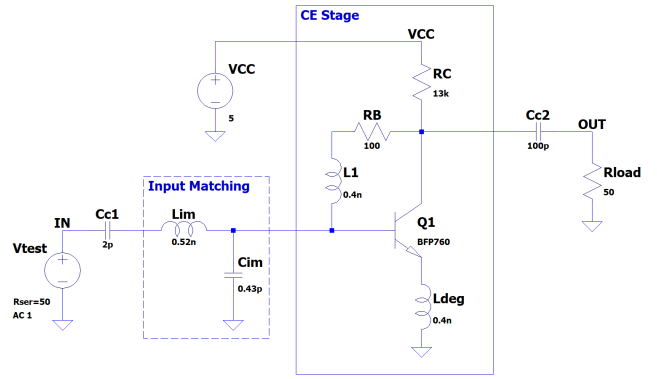 CE Stage
VCC
VCC
5
RC
13k
RB
100
Cc2
100p
OUT
Rload
50
L1
0.4n
Input Matching
IN
Cc1
2p
Lim
0.52n
Q1
BFP760
Vtest
Rser=50
AC 1
Cim
0.43p
Ldeg
0.4n